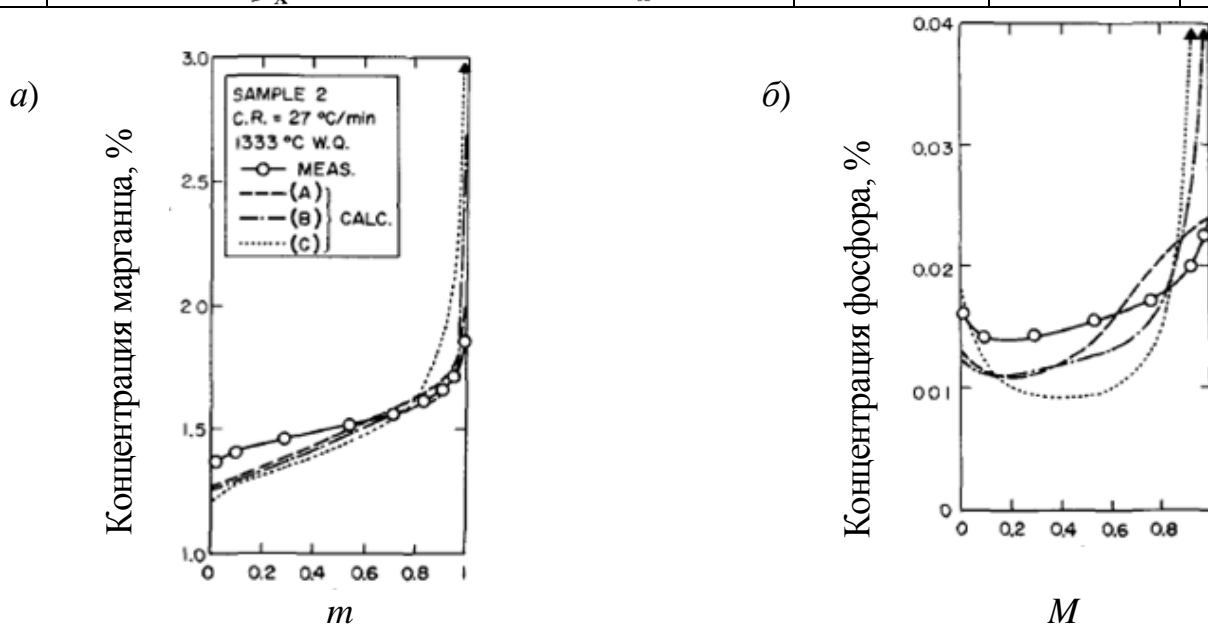 а)
Концентрация марганца, %
3.0
2.5
2.0
1.5
1.0
SAMPLE 2
C.R. = 27 °C/min
1333 °C W.Q.
MEAS.
(A)
(B) CALC.
(C)
0 0.2 0.4 0.6 0.8 1
m
б)
Концентрация фосфора, %
0.04
0.03
0.02
0.01
0
0 0.2 0.4 0.6 0.8
M